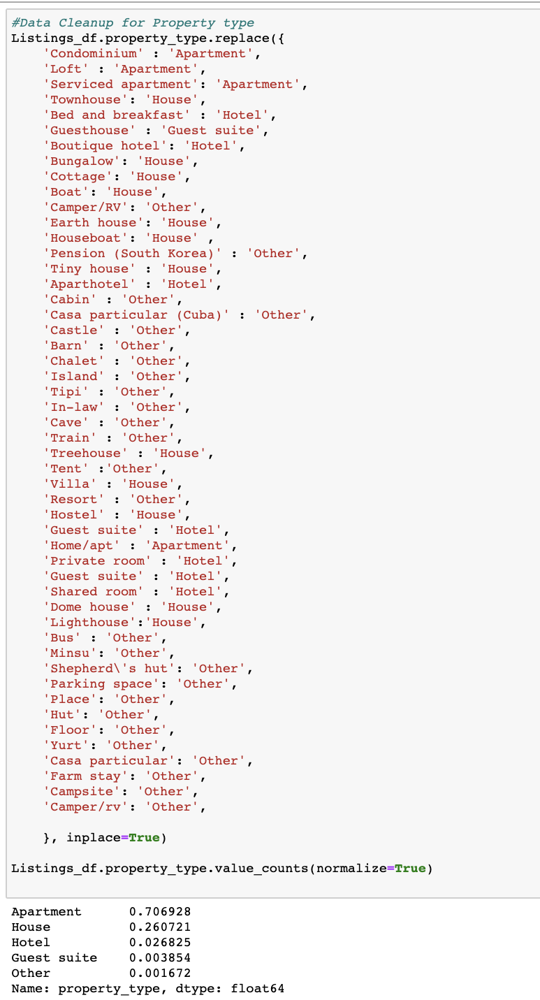 #Data Cleanup for Property type
Listings_df.property_type.replace({
    'Condominium' : 'Apartment',
    'Loft' : 'Apartment',
    'Serviced apartment': 'Apartment',
    'Townhouse': 'House',
    'Bed and breakfast' : 'Hotel',
    'Guesthouse' : 'Guest suite',
    'Boutique hotel': 'Hotel',
    'Bungalow': 'House',
    'Cottage': 'House',
    'Boat': 'House',
    'Camper/RV': 'Other',
    'Earth house': 'House',
    'Houseboat': 'House' ,
    'Pension (South Korea)' : 'Other',
    'Tiny house' : 'House',
    'Aparthotel' : 'Hotel',
    'Cabin' : 'Other',
    'Casa particular (Cuba)' : 'Other',
    'Castle' : 'Other',
    'Barn' : 'Other',
    'Chalet' : 'Other',
    'Island' : 'Other',
    'Tipi' : 'Other',
    'In-law' : 'Other',
    'Cave' : 'Other',
    'Train' : 'Other',
    'Treehouse' : 'House',
    'Tent' :'Other',
    'Villa' : 'House',
    'Resort' : 'Other',
    'Hostel' : 'House',
    'Guest suite' : 'Hotel',
    'Home/apt' : 'Apartment',
    'Private room' : 'Hotel',
    'Guest suite' : 'Hotel',
    'Shared room' : 'Hotel',
    'Dome house' : 'House',
    'Lighthouse':'House',
    'Bus' : 'Other',
    'Minsu': 'Other',
    'Shepherd\'s hut': 'Other',
    'Parking space': 'Other',
    'Place': 'Other',
    'Hut': 'Other',
    'Floor': 'Other',
    'Yurt': 'Other',
    'Casa particular': 'Other',
    'Farm stay': 'Other',
    'Campsite': 'Other',
    'Camper/rv': 'Other',
    }, inplace=True)
Listings_df.property_type.value_counts(normalize=True)
Apartment      0.706928
House          0.260721
Hotel          0.026825
Guest suite    0.003854
Other          0.001672
Name: property_type, dtype: float64